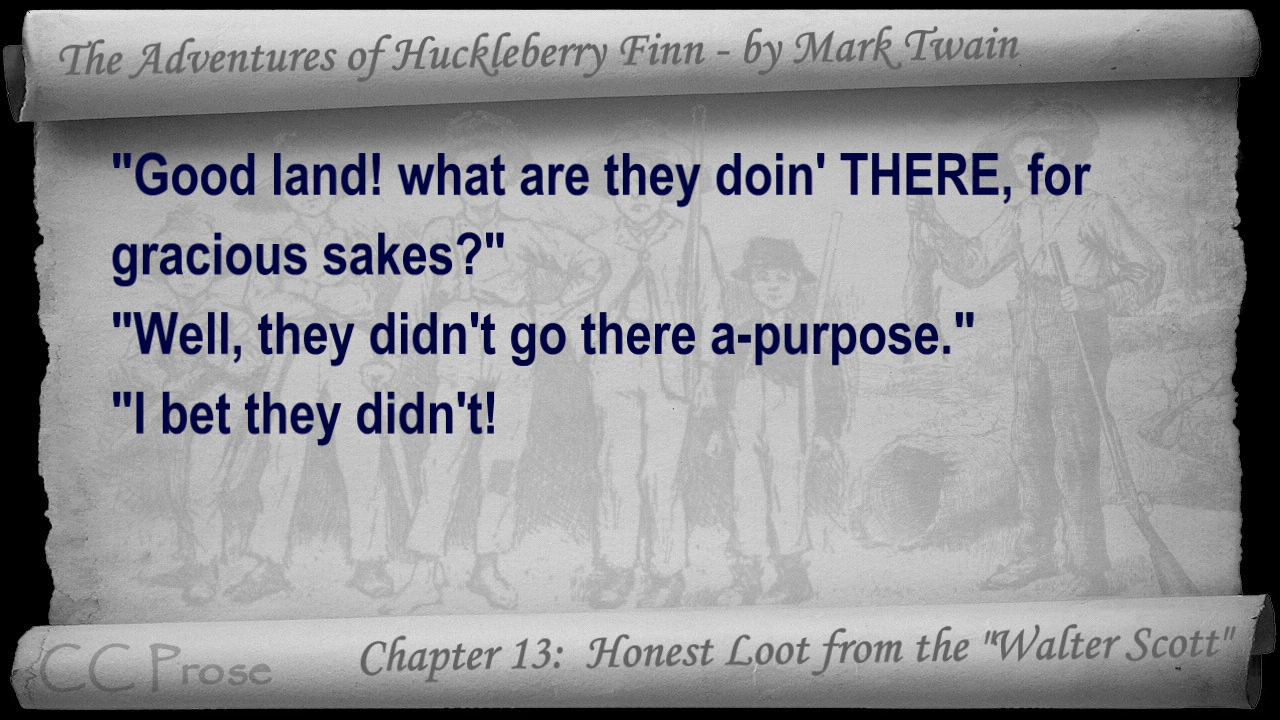 The Adventures of Huckleberry Finn - by Mark Twain
"Good land! what are they doin' THERE, for
gracious sakes?"
"Well, they didn't go there a-purpose."
"I bet they didn't!
CC Prose
Chapter 13: Honest Loot from the "Walter Scott"